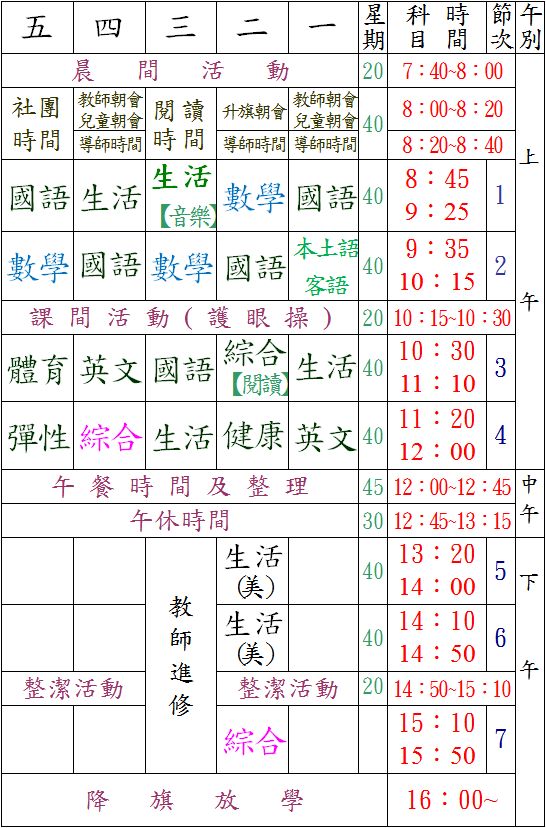 五 四 三 二 一 星期 科目 時間 節次 午別
晨間活動 20 7：40~8：00
社團時間 教師朝會 兒童朝會 閱讀時間 升旗朝會 教師朝會 兒童朝會 40 8：00~8：20
導師時間 導師時間 導師時間 8：20~8：40
上午
國語 生活 生活【音樂】 數學 國語 40 8：45 9：25 1
數學 國語 數學 國語 本土語 客語 40 9：35 10：15 2
課間活動(護眼操) 20 10：15~10：30
體育 英文 國語 綜合【閱讀】 生活 40 10：30 11：10 3
彈性 綜合 生活 健康 英文 40 11：20 12：00 4
午餐時間及整理 45 12：00~12：45 中午
午休時間 30 12：45~13：15
教師進修 生活(美) 40 13：20 14：00 5 下午
生活(美) 40 14：10 14：50 6
整潔活動 整潔活動 20 14：50~15：10
綜合 15：10 15：50 7
降旗放學 16：00~